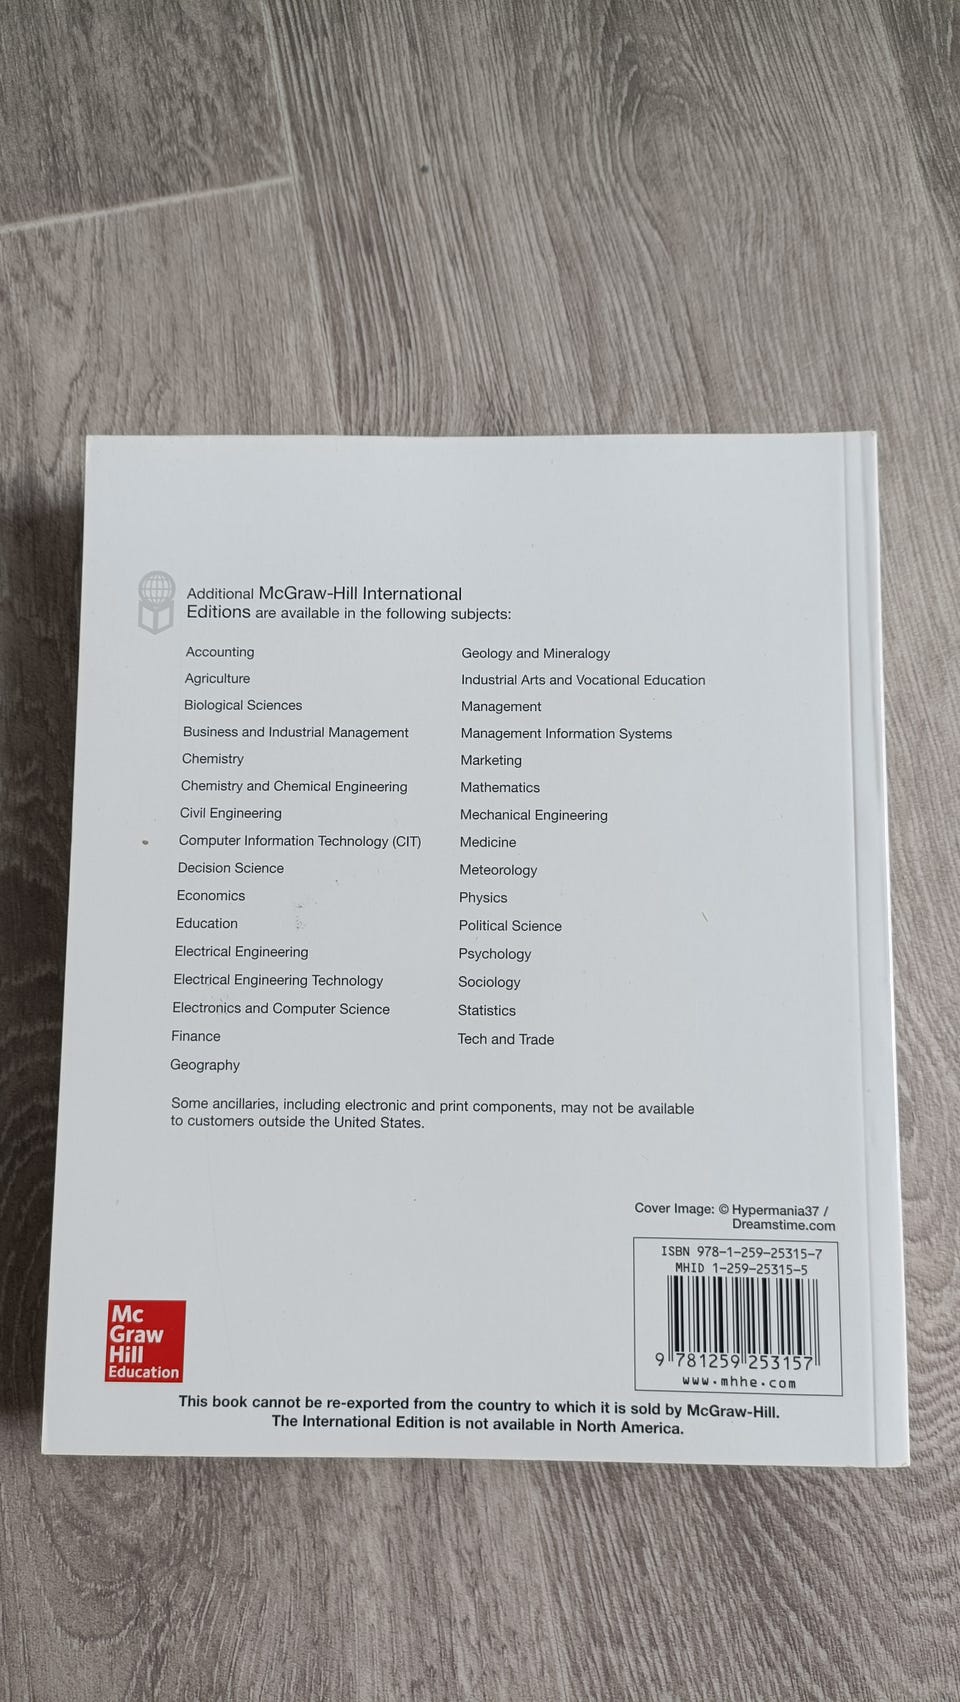 Additional McGraw-Hill International
Editions are available in the following subjects:
Accounting
Agriculture
Biological Sciences
Business and Industrial Management
Chemistry
Chemistry and Chemical Engineering
Civil Engineering
Computer Information Technology (CIT)
Decision Science
Economics
Education
Electrical Engineering
Electrical Engineering Technology
Electronics and Computer Science
Finance
Geography
Geology and Mineralogy
Industrial Arts and Vocational Education
Management
Management Information Systems
Marketing
Mathematics
Mechanical Engineering
Medicine
Meteorology
Physics
Political Science
Psychology
Sociology
Statistics
Tech and Trade
Some ancillaries, including electronic and print components, may not be available
to customers outside the United States.
Cover Image: © Hypermania37 /
Dreamstime.com
ISBN 978-1-259-25315-7
MHID 1-259-25315-5
9 781259 253157
www.mhhe.com
Mc
Graw
Hill
Education
This book cannot be re-exported from the country to which it is sold by McGraw-Hill.
The International Edition is not available in North America.